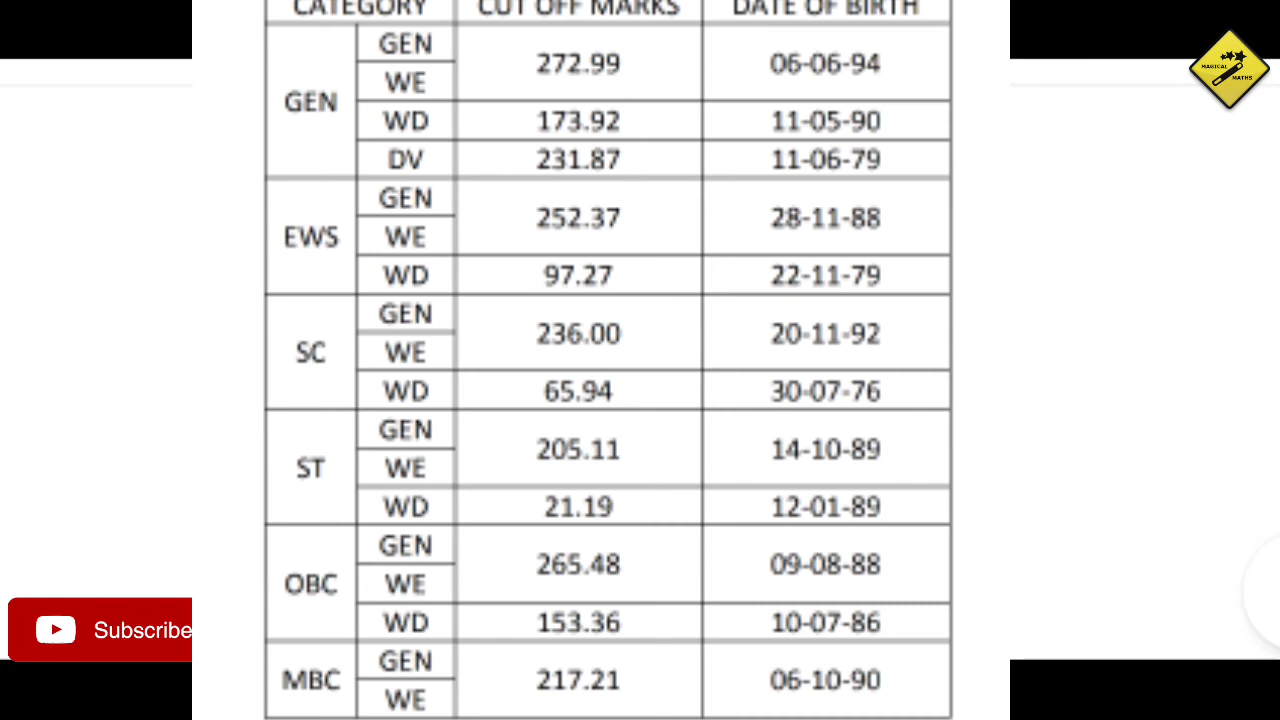 CATEGORY CUT OFF MARKS DATE OF BIRTH
GEN GEN 272.99 06-06-94
WE
WD 173.92 11-05-90
DV 231.87 11-06-79
EWS GEN 252.37 28-11-88
WE
WD 97.27 22-11-79
SC GEN 236.00 20-11-92
WE
WD 65.94 30-07-76
ST GEN 205.11 14-10-89
WE
WD 21.19 12-01-89
OBC GEN 265.48 09-08-88
WE
WD 153.36 10-07-86
MBC GEN 217.21 06-10-90
WE
MAGICAL
MATHS
Subscribe